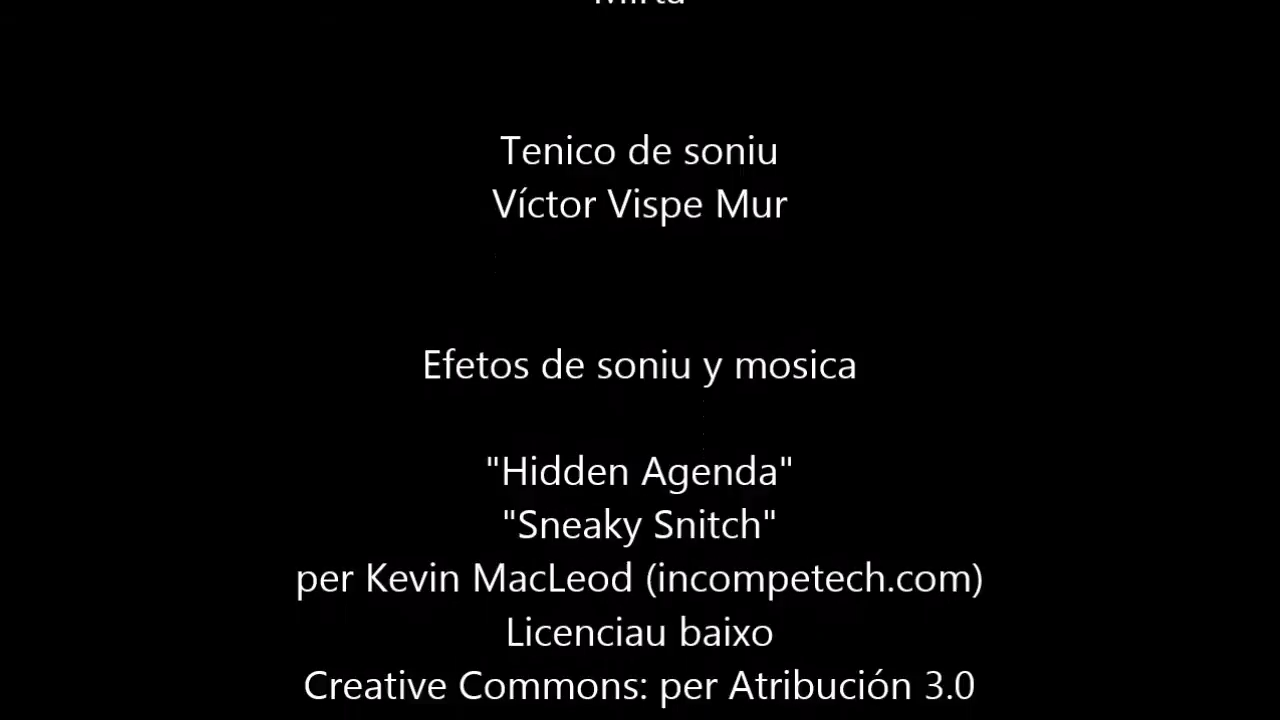 Tenico de soniu
Víctor Vispe Mur
Efetos de soniu y mosica
"Hidden Agenda"
"Sneaky Snitch"
per Kevin MacLeod (incompetech.com)
Licenciau baixo
Creative Commons: per Atribución 3.0